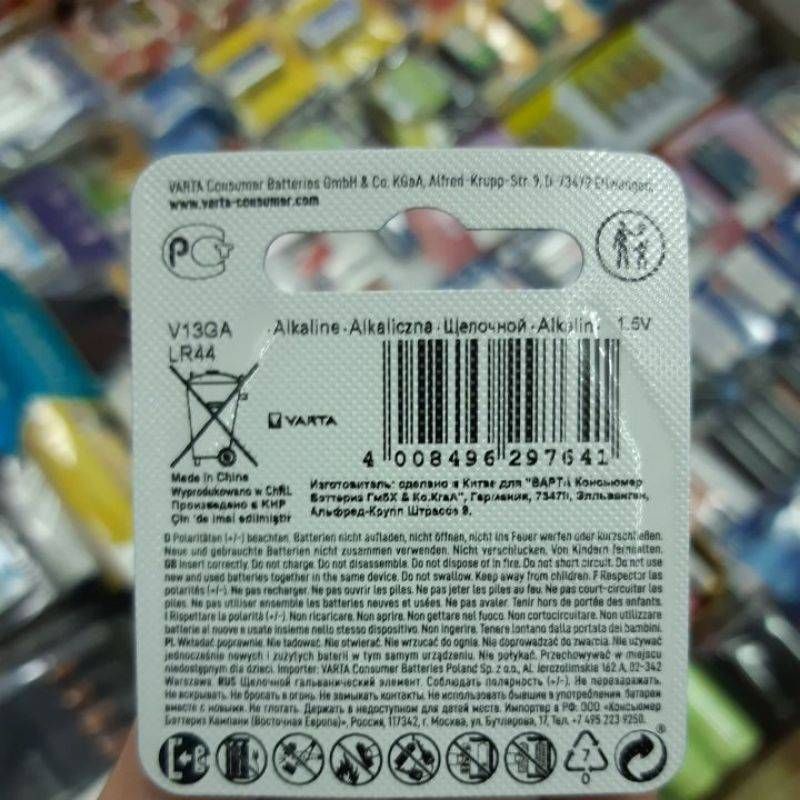 VARTA Consumer Batteries GmbH & Co. KGaA, Alfred-Krupp-Str. 9, D-73479 Ellwangen,
www.varta-consumer.com
V13GA
LR44
Alkaline·Alkaliczna·Щелочной·Alkalin· 1.5V
VARTA
4 008496 297641
Made in China
Wyprodukowano w ChRL
Произведено в КНР
Çin 'de imal edilmiştir
Изготовитель: сделано в Китае для "ВАРТА Консьюмер
Баттериз ГмбХ & Ко.КгаА", Германия, 73479, Элльванген,
Альфред-Крупп Штрассе 9.
D Polaritäten (+/-) beachten. Batterien nicht aufladen, nicht öffnen, nicht ins Feuer werfen oder kurzschließen.
Neue und gebrauchte Batterien nicht zusammen verwenden. Nicht verschlucken. Von Kindern fernhalten.
GB Insert correctly. Do not charge. Do not disassemble. Do not dispose of in fire. Do not short circuit. Do not use
new and used batteries together in the same device. Do not swallow. Keep away from children. F Respecter las
polarités (+/-). Ne pas recharger. Ne pas ouvrir les piles. Ne pas jeter les piles au feu. Ne pas court-circuiter les
piles. Ne pas utiliser ensemble les batteries neuves et usées. Ne pas avaler. Tenir hors de portée des enfants.
I Rispettare la polarità (+/-). Non ricaricare. Non aprire. Non gettare nel fuoco. Non cortocircuitare. Non utilizzare
batterie al nuove e usate insieme nello stesso dispositivo. Non ingerire. Tenere lontano dalla portata dei bambini.
PL Wkładać poprawnie. Nie ładować. Nie otwierać. Nie wrzucać do ognia. Nie doprowadzać do zwarcia. Nie używać
jednocześnie nowych i zużytych baterii w tym samym urządzeniu. Nie połykać. Przechowywać w miejscu
niedostępnym dla dzieci. Importer: VARTA Consumer Batteries Poland Sp. z o.o, Al. Jerozolimskie 162 A, 02-342
Warszawa. RUS Щелочной гальванический элемент. Соблюдать полярность (+/-). Не перезаряжать.
Не вскрывать. Не бросать в огонь. Не замыкать контакты. Не использовать бывшие в употреблении батареи
вместе с новыми. Не глотать. Держать в недоступном для детей месте. Импортер в РФ: ООО «Консьюмер
Баттериз Кампани (Восточная Европа)», Россия, 117342, г. Москва, ул. Бутлерова, 17, Тел. +7 495 223 9250.
7
0